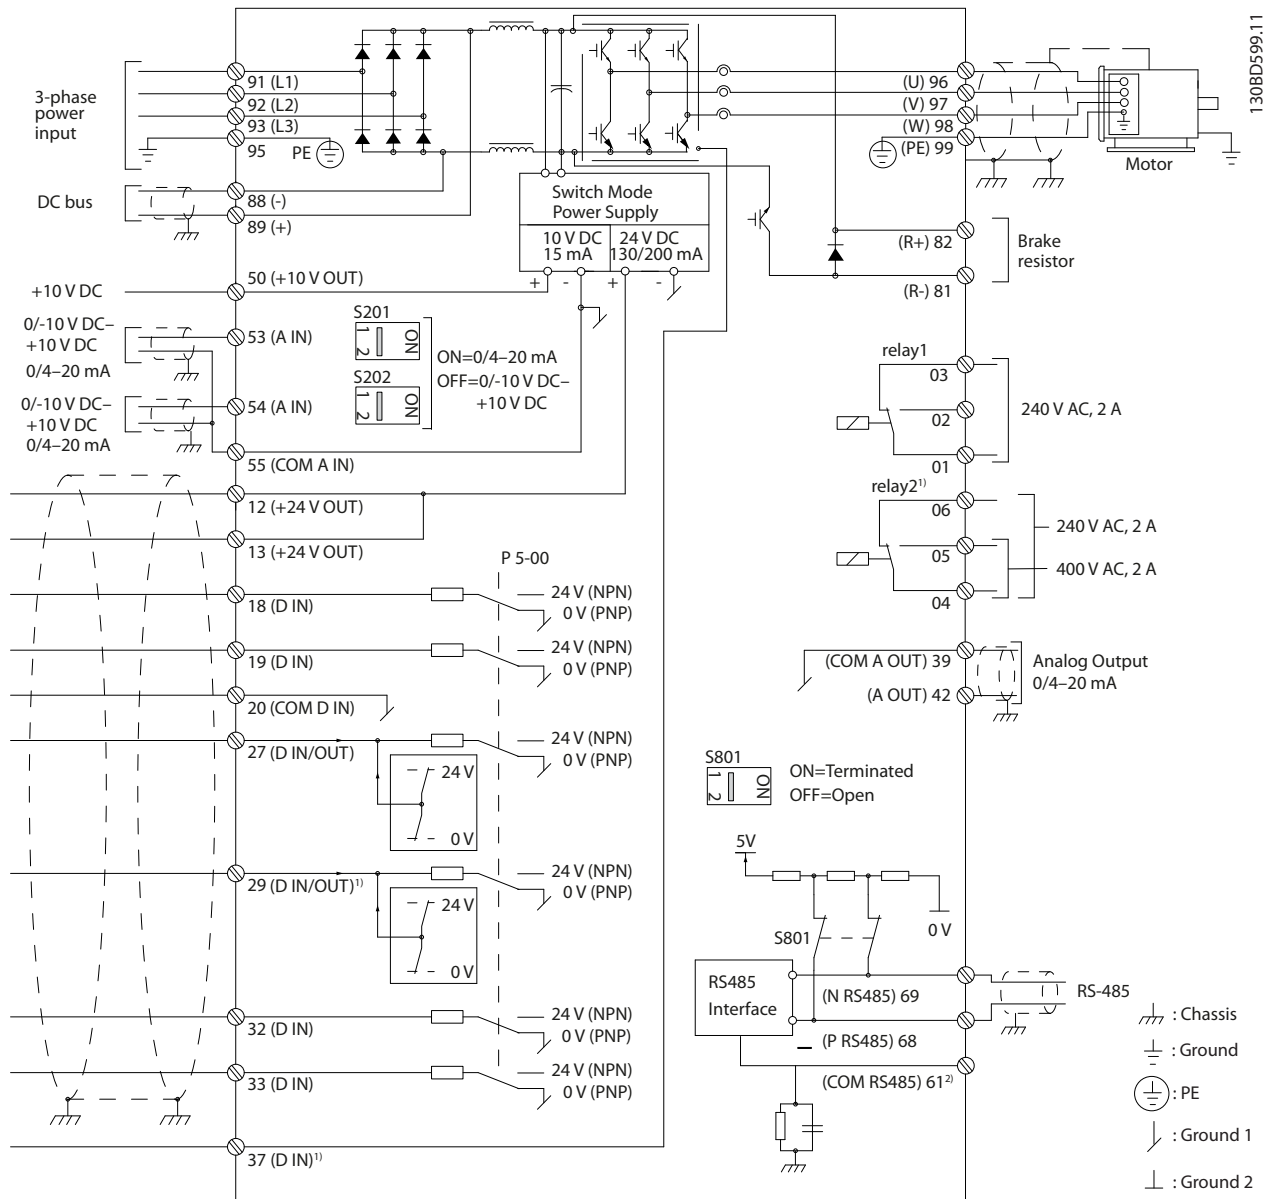 130BD599.11
3-phase
power
input
91 (L1)
92 (L2)
93 (L3)
95
PE
DC bus
88 (-)
89 (+)
+10 V DC
50 (+10 V OUT)
0/-10 V DC–
+10 V DC
0/4–20 mA
53 (A IN)
0/-10 V DC–
+10 V DC
0/4–20 mA
54 (A IN)
55 (COM A IN)
12 (+24 V OUT)
13 (+24 V OUT)
18 (D IN)
19 (D IN)
20 (COM D IN)
27 (D IN/OUT)
24 V
0 V
29 (D IN/OUT)¹⁾
24 V
0 V
32 (D IN)
33 (D IN)
37 (D IN)¹⁾
S201
1
2
ON
S202
1
2
ON
ON=0/4–20 mA
OFF=0/-10 V DC–
+10 V DC
Switch Mode
Power Supply
10 V DC
15 mA
24 V DC
130/200 mA
+ - + -
P 5-00
24 V (NPN)
0 V (PNP)
24 V (NPN)
0 V (PNP)
24 V (NPN)
0 V (PNP)
24 V (NPN)
0 V (PNP)
24 V (NPN)
0 V (PNP)
24 V (NPN)
0 V (PNP)
(U) 96
(V) 97
(W) 98
(PE) 99
Motor
(R+) 82
(R-) 81
Brake
resistor
relay1
03
02
01
240 V AC, 2 A
relay2¹⁾
06
05
04
240 V AC, 2 A
400 V AC, 2 A
(COM A OUT) 39
(A OUT) 42
Analog Output
0/4–20 mA
S801
1
2
ON
ON=Terminated
OFF=Open
5V
0 V
S801
RS485
Interface
(N RS485) 69
(P RS485) 68
(COM RS485) 61²⁾
RS-485
: Chassis
: Ground
: PE
: Ground 1
: Ground 2